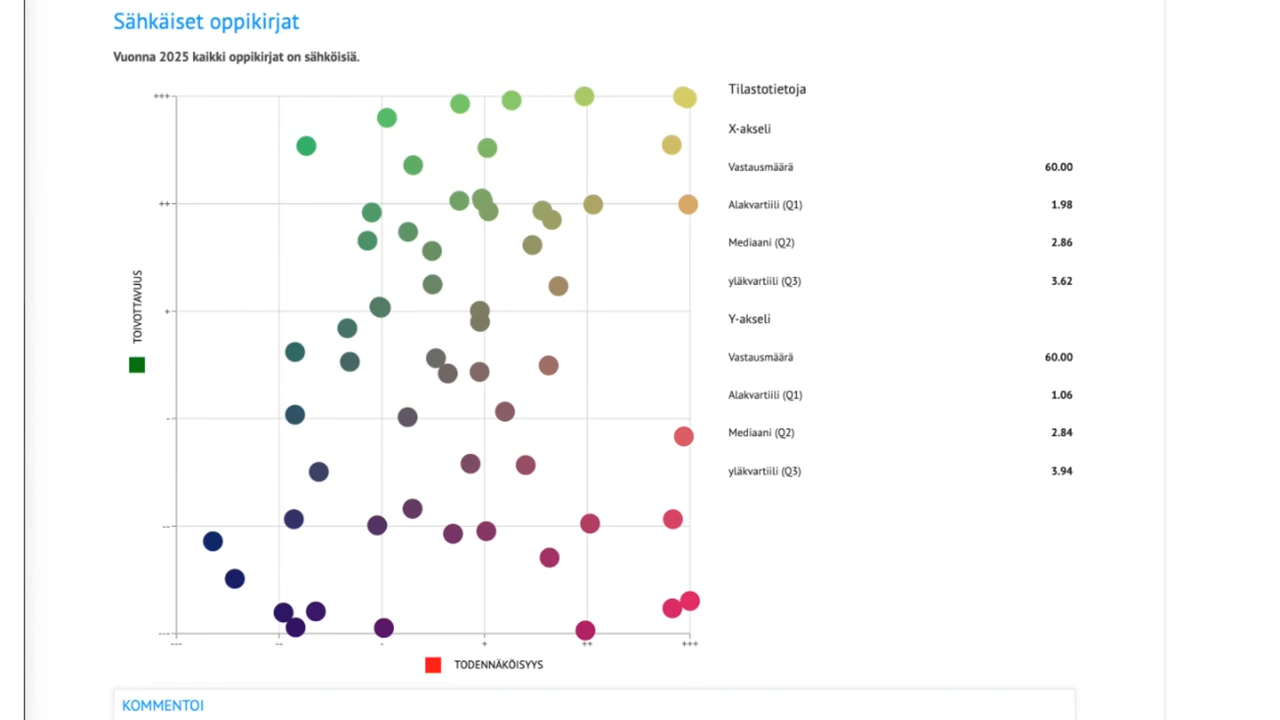 Sähkäiset oppikirjat
Vuonna 2025 kaikki oppikirjat on sähköisiä.
+++
++
+
-
--
---
TOIVOTTAVUUS
---
--
-
+
++
+++
TODENNÄKÖISYYS
Tilastotietoja
X-akseli
Vastausmäärä 60.00
Alakvartiili (Q1) 1.98
Mediaani (Q2) 2.86
yläkvartiili (Q3) 3.62
Y-akseli
Vastausmäärä 60.00
Alakvartiili (Q1) 1.06
Mediaani (Q2) 2.84
yläkvartiili (Q3) 3.94
KOMMENTOI